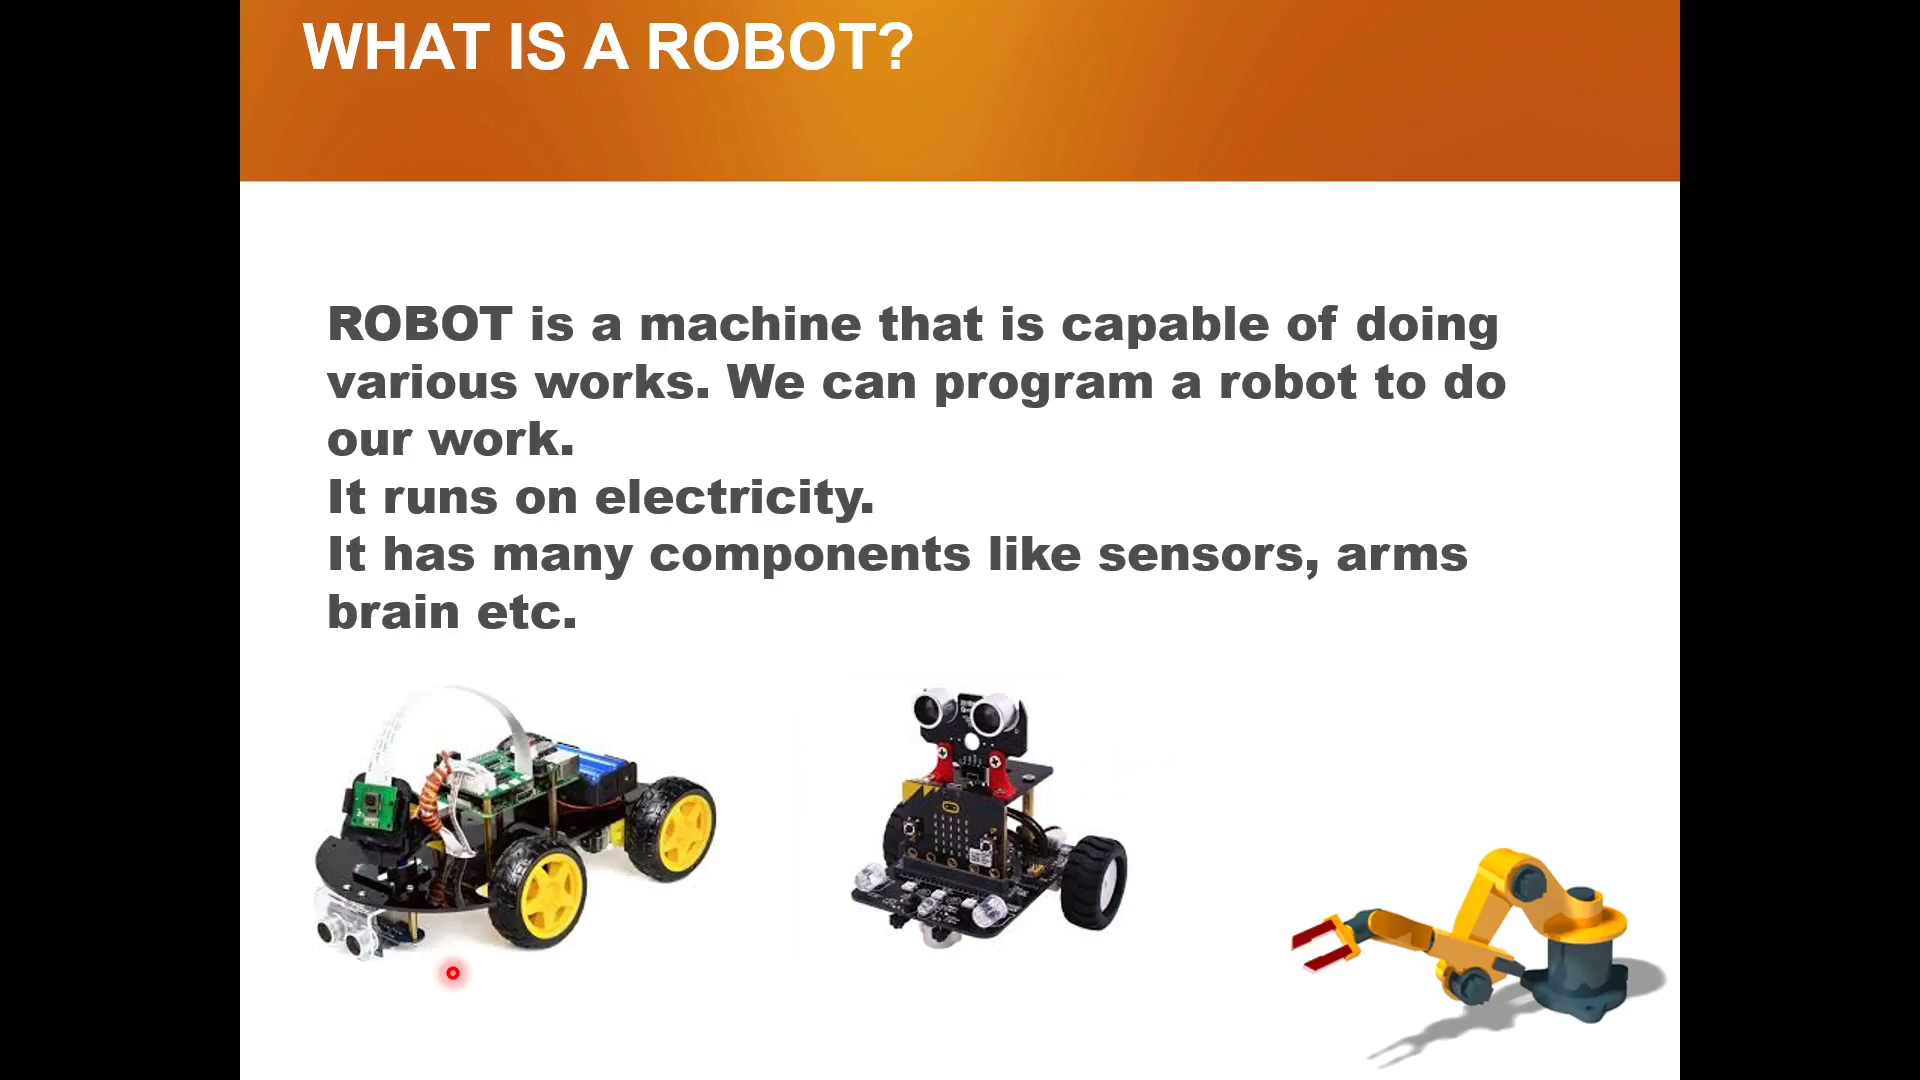 WHAT IS A ROBOT?
ROBOT is a machine that is capable of doing
various works. We can program a robot to do
our work.
It runs on electricity.
It has many components like sensors, arms
brain etc.